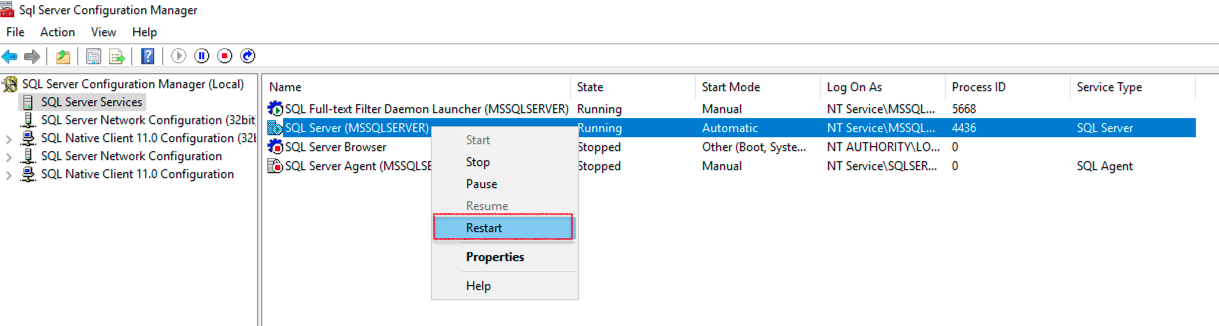 Sql Server Configuration Manager
File Action View Help
SQL Server Configuration Manager (Local)
SQL Server Services
SQL Server Network Configuration (32bit
SQL Native Client 11.0 Configuration (32b
SQL Server Network Configuration
SQL Native Client 11.0 Configuration
Name State Start Mode Log On As Process ID Service Type
SQL Full-text Filter Daemon Launcher (MSSQLSERVER) Running Manual NT Service\MSSQL... 5668
SQL Server (MSSQLSERVER) Running Automatic NT Service\MSSQL... 4436 SQL Server
SQL Server Browser Stopped Other (Boot, Syste... NT AUTHORITY\LO... 0
SQL Server Agent (MSSQLSE Stopped Manual NT Service\SQLSER... 0 SQL Agent
Start
Stop
Pause
Resume
Restart
Properties
Help